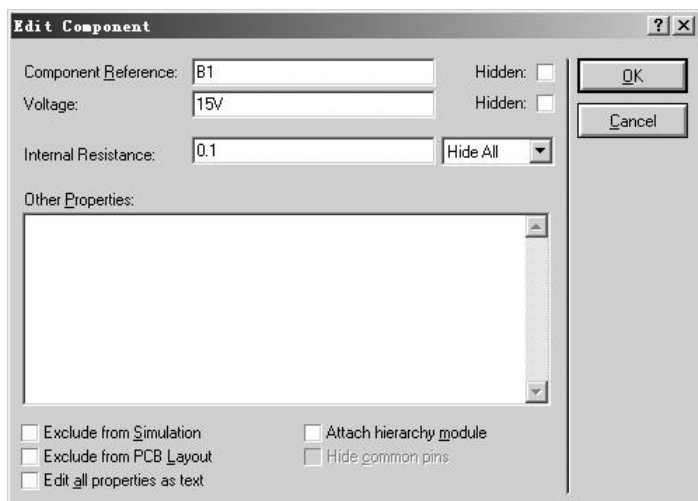 Edit Component
Component Reference: B1 Hidden: OK
Voltage: 15V Hidden:
Cancel
Internal Resistance: 0.1 Hide All
Other Properties:
Exclude from Simulation Attach hierarchy module
Exclude from PCB Layout Hide common pins
Edit all properties as text